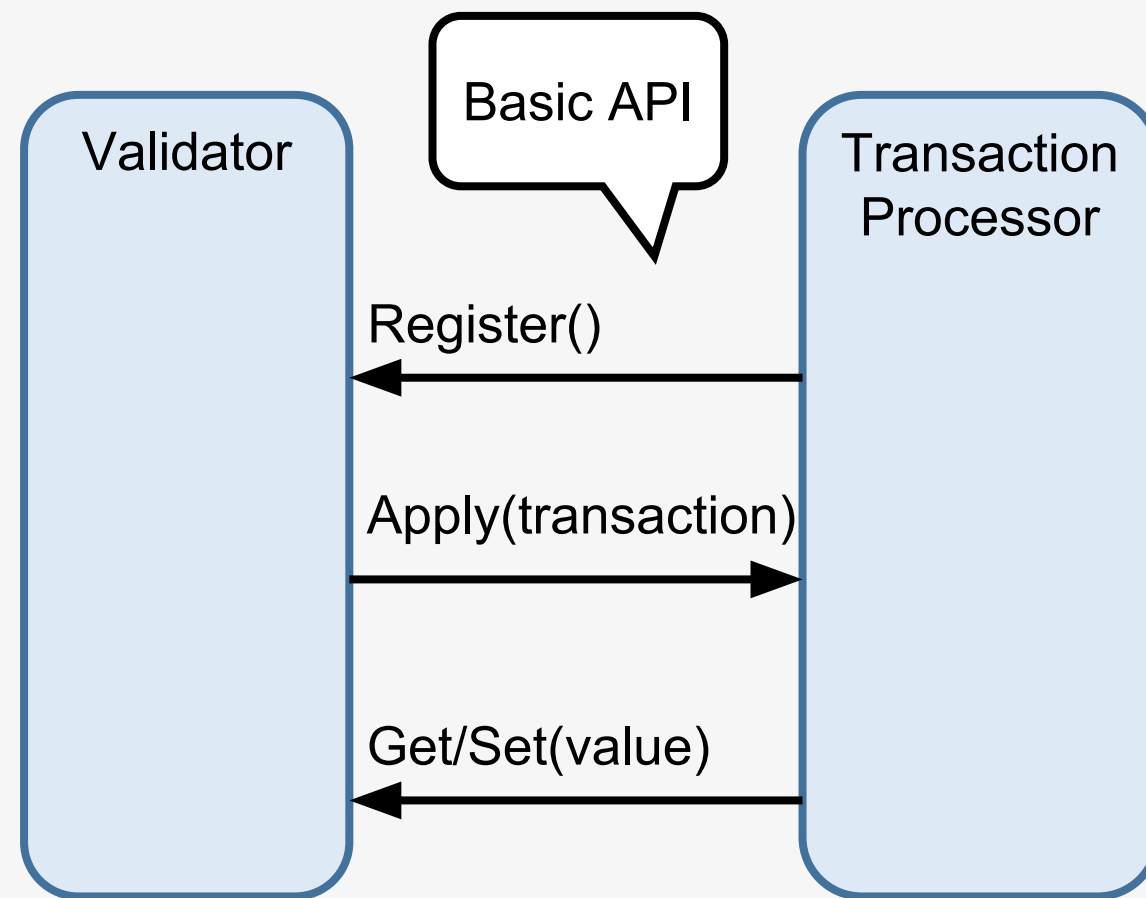 Basic API
Validator
Transaction
Processor
Register()
Apply(transaction)
Get/Set(value)